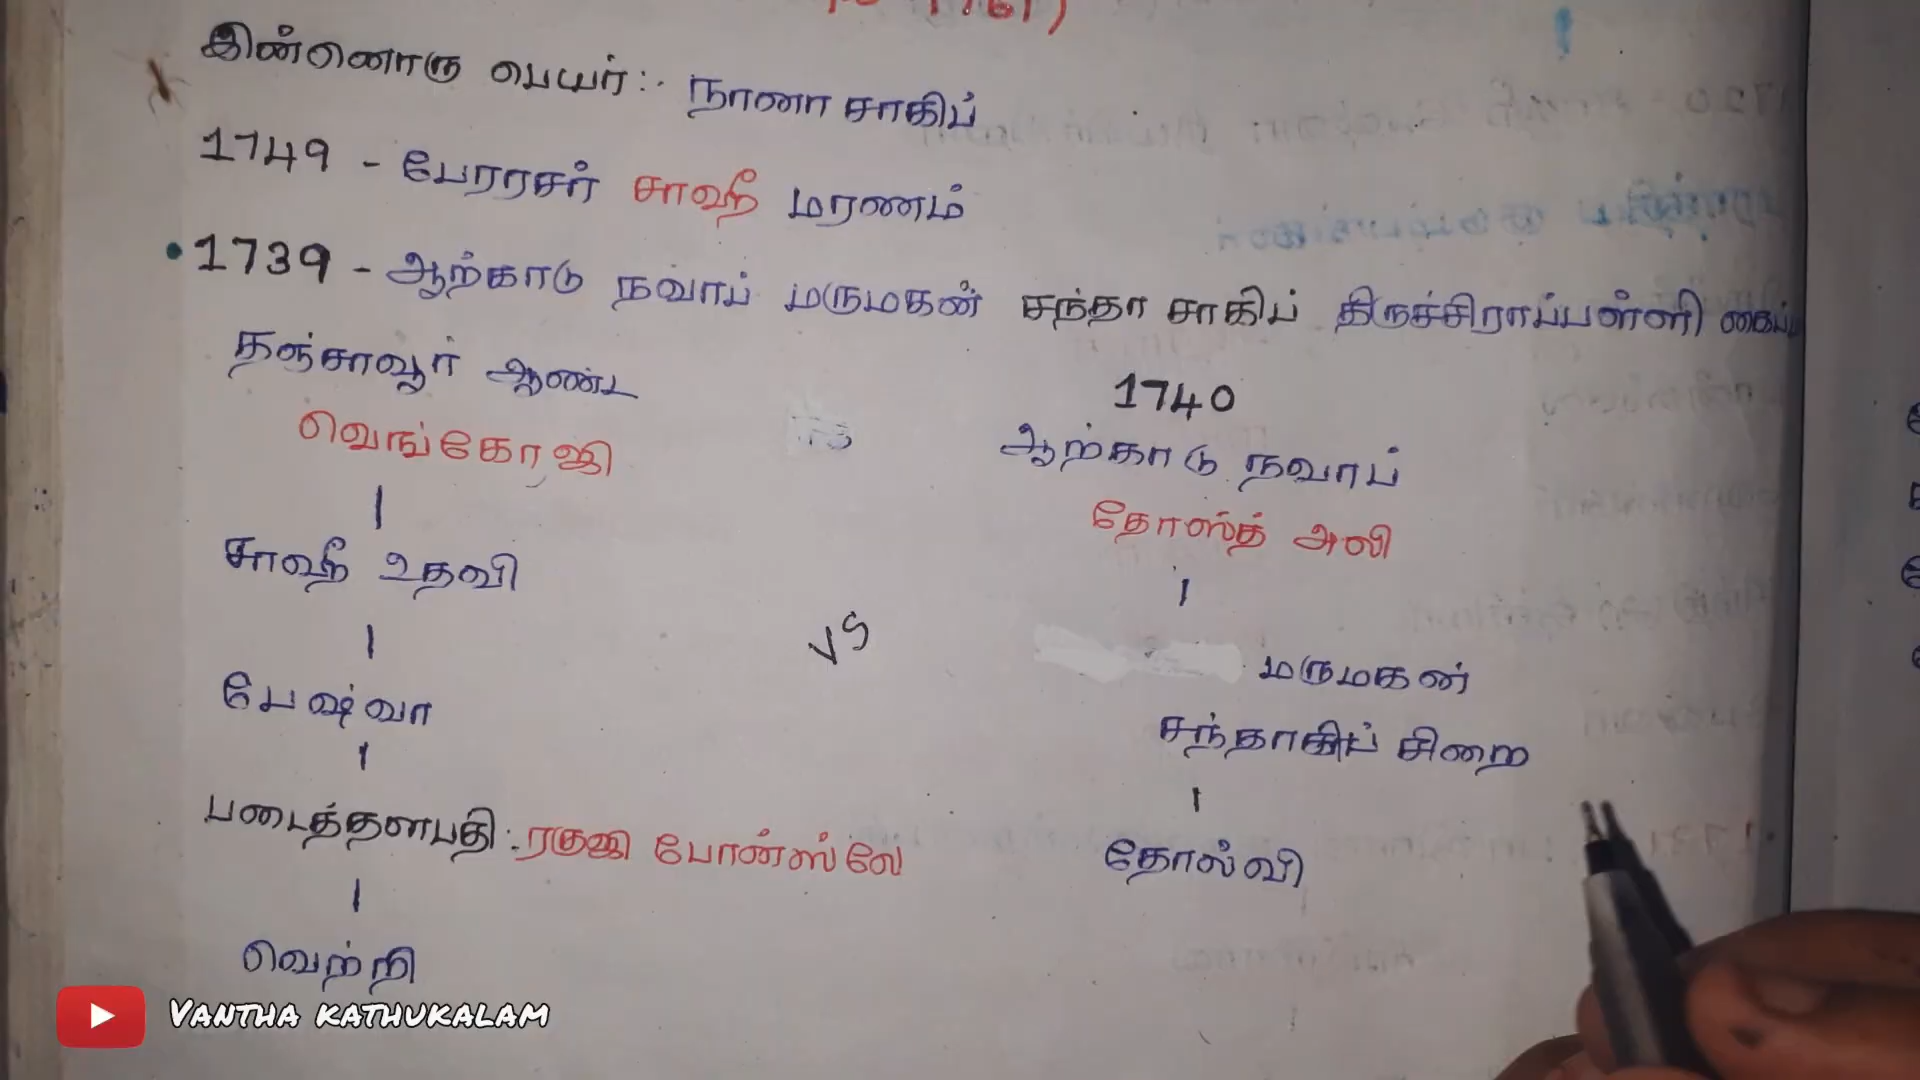 1761)
இன்னொரு பெயர்: நானா சாகிப்
1749 - பேரரசர் சாஹீ மரணம்
• 1739 - ஆற்காடு நவாப் மருமகன் சந்தா சாகிப் திருச்சிராப்பள்ளி
தஞ்சாவூர் ஆண்ட
வெங்கோஜி
சாஹீ உதவி
பேஷ்வா
படைத்தளபதி: ரகுஜி போன்ஸ்லே
வெற்றி
VS
1740
ஆற்காடு நவாப்
தோஸ்த் அலி
மருமகன்
சந்தாகிப் சிறை
தோல்வி
VANTHA KATHUKALAM